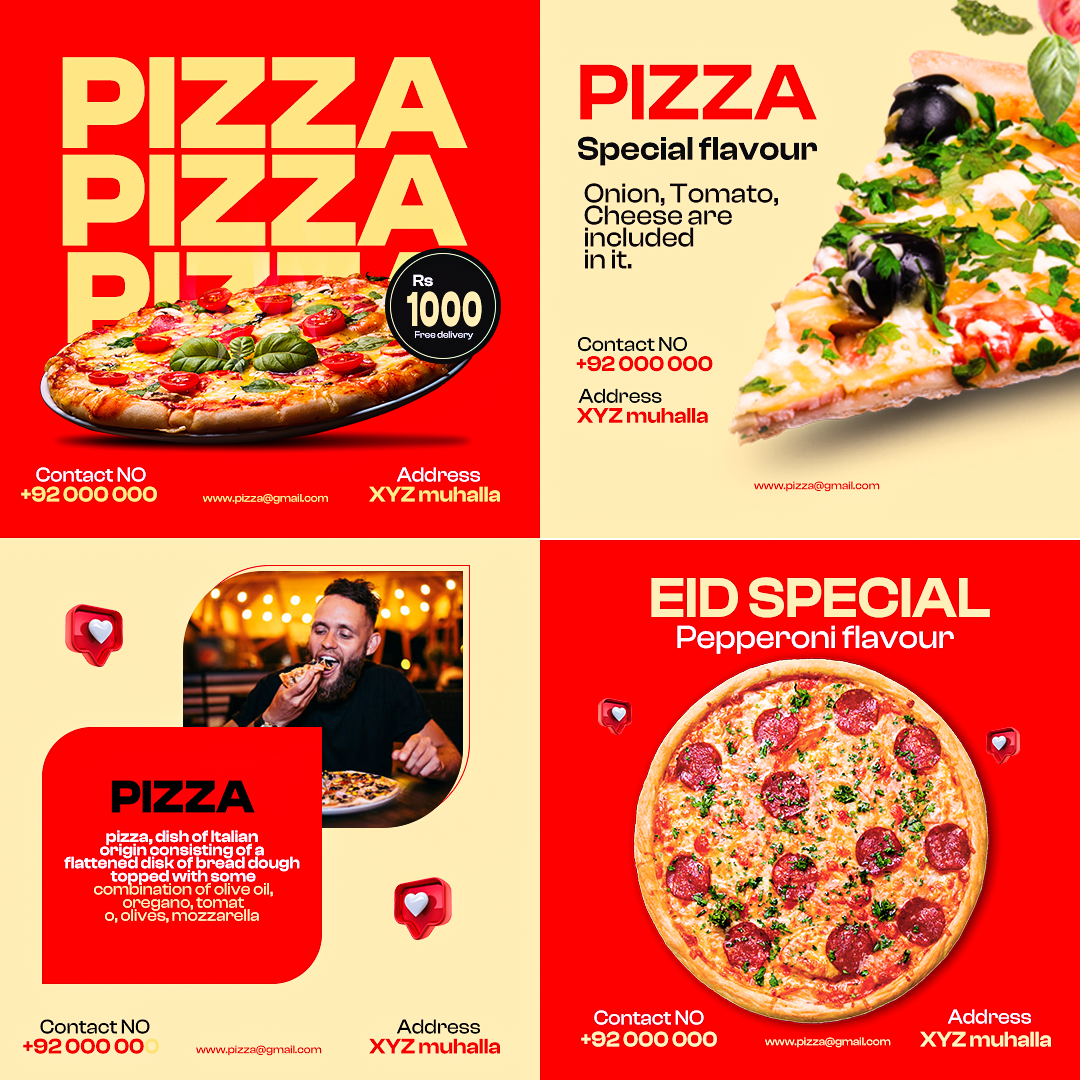 PIZZA
PIZZA
PIZZA
Rs
1000
Free delivery
Contact NO
+92 000 000
www.pizza@gmail.com
Address
XYZ muhalla
PIZZA
Special flavour
Onion, Tomato,
Cheese are
included
in it.
Contact NO
+92 000 000
Address
XYZ muhalla
www.pizza@gmail.com
PIZZA
pizza, dish of Italian
origin consisting of a
flattened disk of bread dough
topped with some
combination of olive oil,
oregano, tomat
o, olives, mozzarella
Contact NO
+92 000 000
www.pizza@gmail.com
Address
XYZ muhalla
EID SPECIAL
Pepperoni flavour
Contact NO
+92 000 000
www.pizza@gmail.com
Address
XYZ muhalla